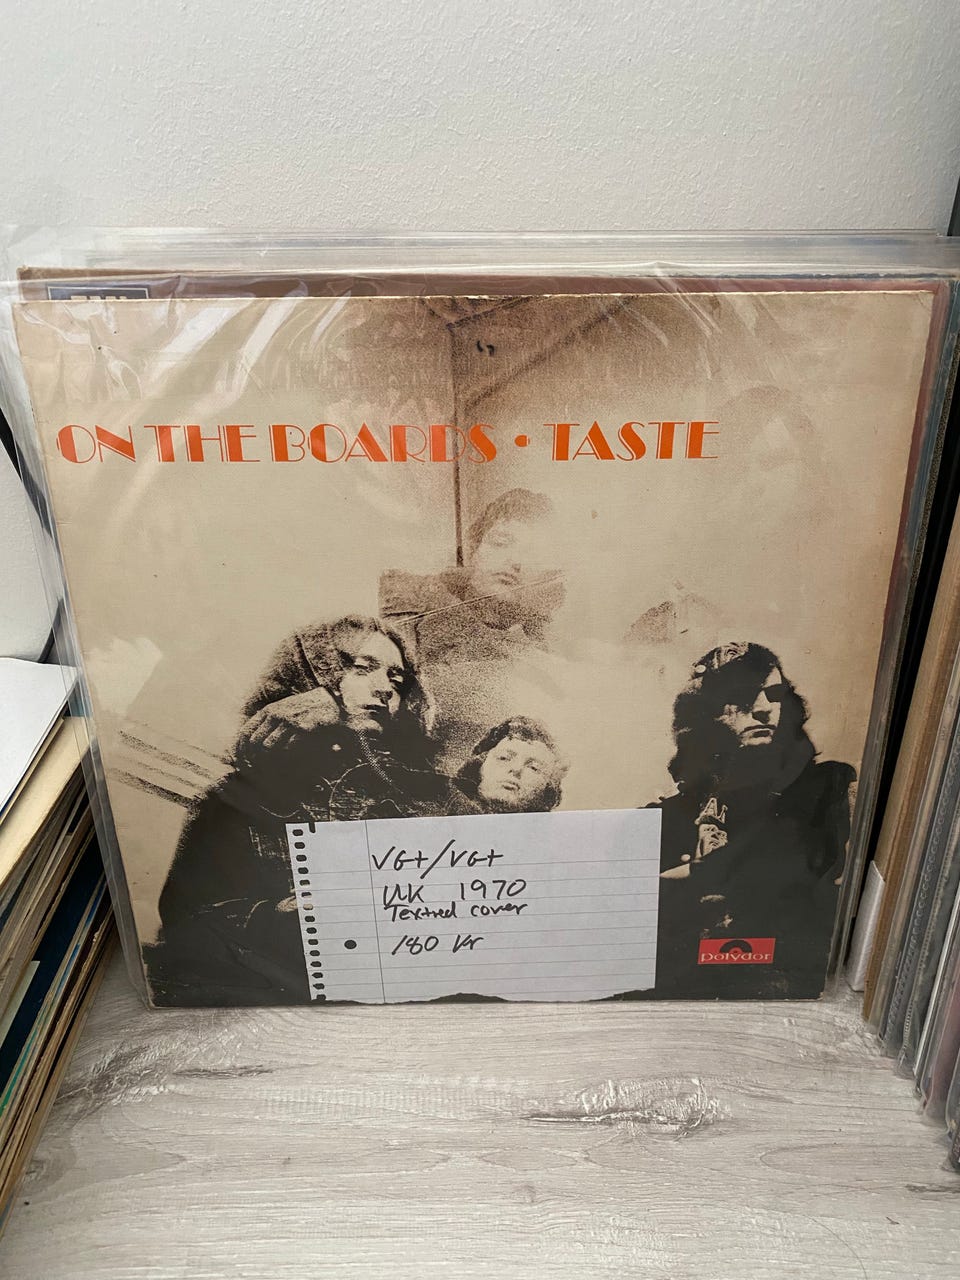 ON THE BOARDS • TASTE
VG+/VG+
UK 1970
Textred cover
180 kr
polydor